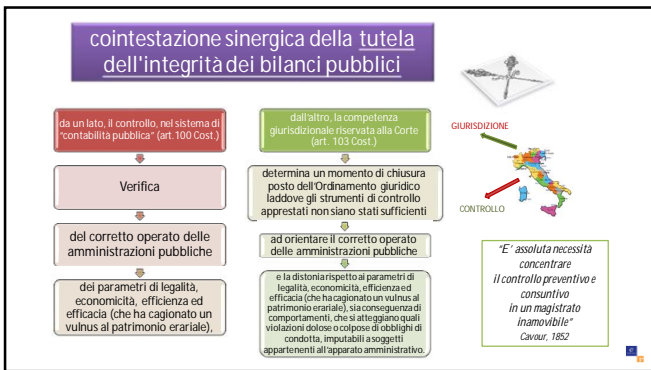 cointestazione sinergica della tutela
dell'integrità dei bilanci pubblici
da un lato, il controllo, nel sistema di
"contabilità pubblica" (art.100 Cost.)
Verifica
del corretto operato delle
amministrazioni pubbliche
dei parametri di legalità,
economicità, efficienza ed
efficacia (che ha cagionato un
vulnus al patrimonio erariale),
dall'altro, la competenza
giurisdizionale riservata alla Corte
(art. 103 Cost.)
determina un momento di chiusura
posto dell'Ordinamento giuridico
laddove gli strumenti di controllo
apprestati non siano stati sufficienti
ad orientare il corretto operato
delle amministrazioni pubbliche
e la distonia rispetto ai parametri di
legalità, economicità, efficienza ed
efficacia (che ha cagionato un vulnus al
patrimonio erariale), sia conseguenza di
comportamenti, che si atteggiano quali
violazioni dolose o colpose di obblighi di
condotta, imputabili a soggetti
appartenenti all'apparato amministrativo.
GIURISDIZIONE
CONTROLLO
"E' assoluta necessità
concentrare
il controllo preventivo e
consuntivo
in un magistrato
inamovibile"
Cavour, 1852